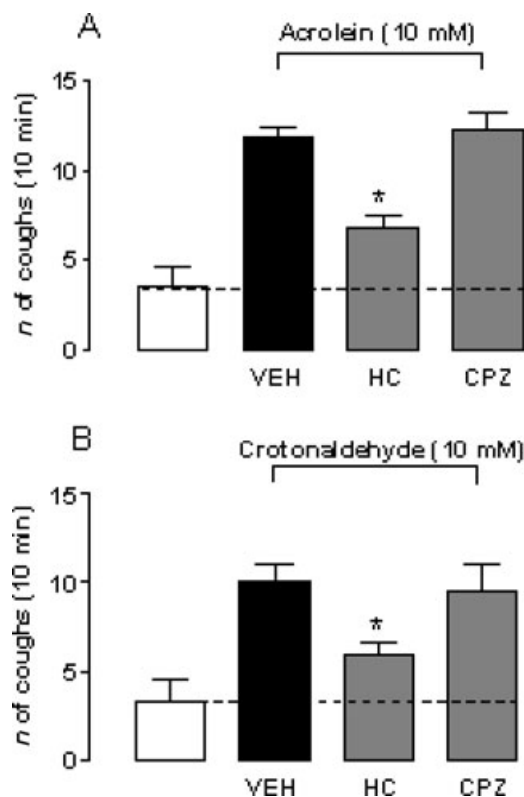 A
Acrolein (10 mM)
n of coughs (10 min)
15
10
5
0
*
VEH HC CPZ
B
Crotonaldehyde (10 mM)
n of coughs (10 min)
15
10
5
0
*
VEH HC CPZ